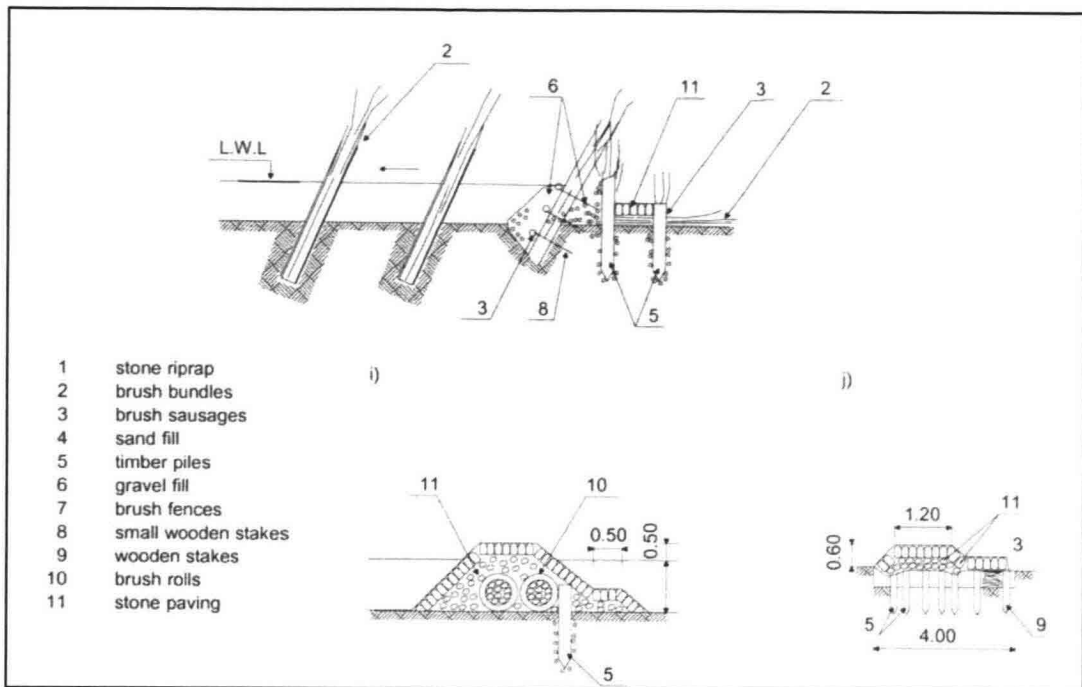 2
6
11
3
2
L.W.L
3
8
5
1 stone riprap
2 brush bundles
3 brush sausages
4 sand fill
5 timber piles
6 gravel fill
7 brush fences
8 small wooden stakes
9 wooden stakes
10 brush rolls
11 stone paving
i)
j)
11
10
0.50
0.50
5
11
1.20
3
0.60
5
4.00
9